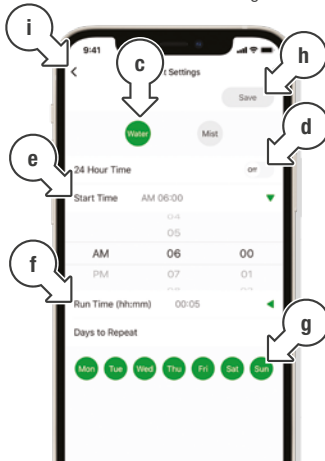 i
9:41
c
t Settings
h
Save
Water
Mist
d
24 Hour Time
Off
e
Start Time AM 06:00
04
05
AM 06 00
PM 07 01
f
Run Time (hh:mm) 00:05
Days to Repeat
g
Mon Tue Wed Thu Fri Sat Sun